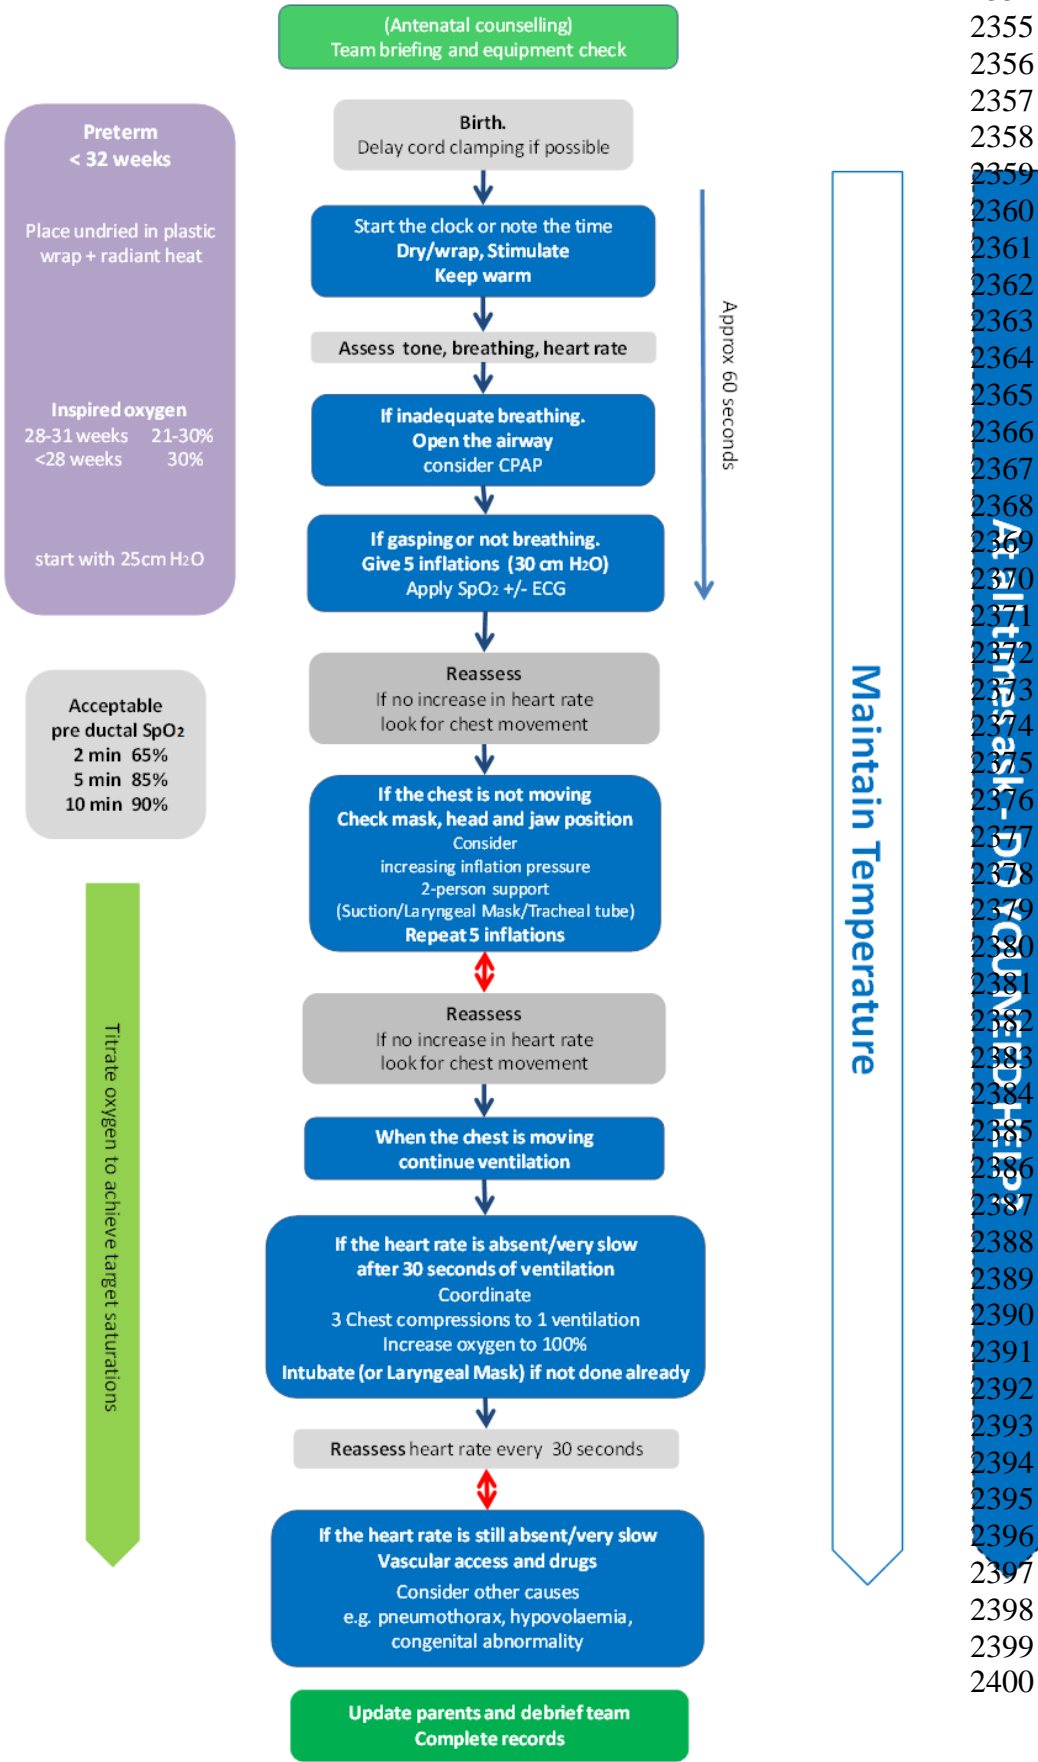 (Antenatal counselling)
Team briefing and equipment check
Birth.
Delay cord clamping if possible
Start the clock or note the time
Dry/wrap, Stimulate
Keep warm
Assess tone, breathing, heart rate
If inadequate breathing.
Open the airway
consider CPAP
If gasping or not breathing.
Give 5 inflations (30 cm H2O)
Apply SpO2 +/- ECG
Approx 60 seconds
Reassess
If no increase in heart rate
look for chest movement
If the chest is not moving
Check mask, head and jaw position
Consider
increasing inflation pressure
2-person support
(Suction/Laryngeal Mask/Tracheal tube)
Repeat 5 inflations
Reassess
If no increase in heart rate
look for chest movement
When the chest is moving
continue ventilation
If the heart rate is absent/very slow
after 30 seconds of ventilation
Coordinate
3 Chest compressions to 1 ventilation
Increase oxygen to 100%
Intubate (or Laryngeal Mask) if not done already
Reassess heart rate every 30 seconds
If the heart rate is still absent/very slow
Vascular access and drugs
Consider other causes
e.g. pneumothorax, hypovolaemia,
congenital abnormality
Update parents and debrief team
Complete records
Preterm
< 32 weeks
Place undried in plastic
wrap + radiant heat
Inspired oxygen
28-31 weeks 21-30%
<28 weeks 30%
start with 25cm H2O
Acceptable
pre ductal SpO2
2 min 65%
5 min 85%
10 min 90%
Titrate oxygen to achieve target saturations
Maintain Temperature
At all times ask - DO YOU NEED HELP?
2355
2356
2357
2358
2359
2360
2361
2362
2363
2364
2365
2366
2367
2368
2369
2370
2371
2372
2373
2374
2375
2376
2377
2378
2379
2380
2381
2382
2383
2384
2385
2386
2387
2388
2389
2390
2391
2392
2393
2394
2395
2396
2397
2398
2399
2400